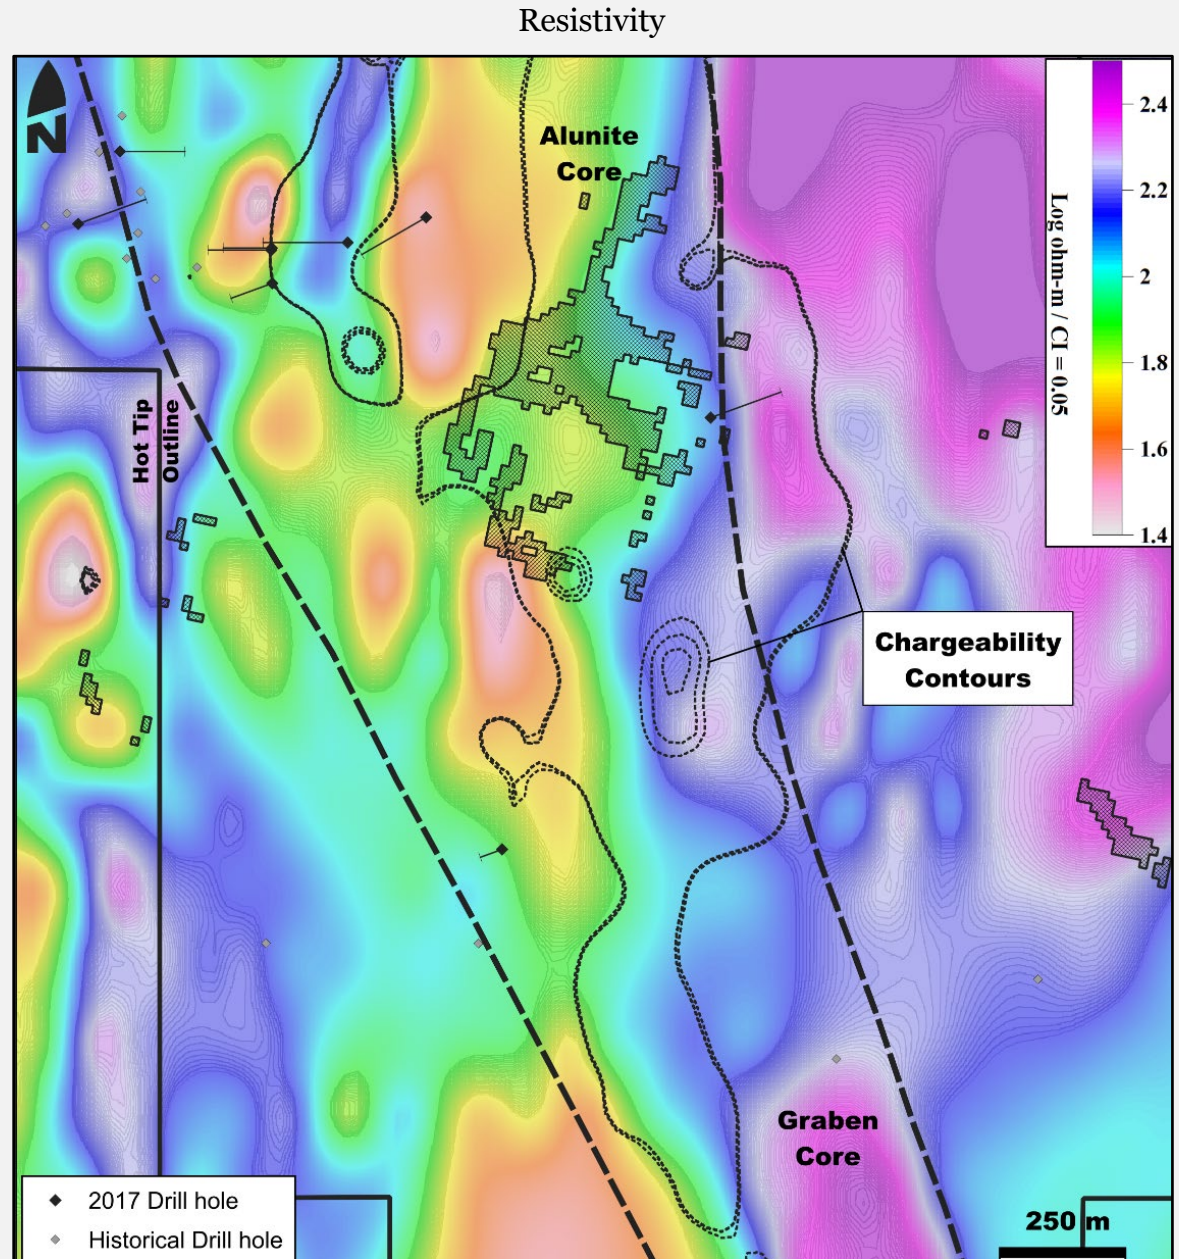 Resistivity
N
Alunite
Core
2.4
2.2
2
1.8
1.6
1.4
Log ohm-m / CI = 0.05
Hot Tip
Outline
Chargeability
Contours
Graben
Core
2017 Drill hole
Historical Drill hole
250 m